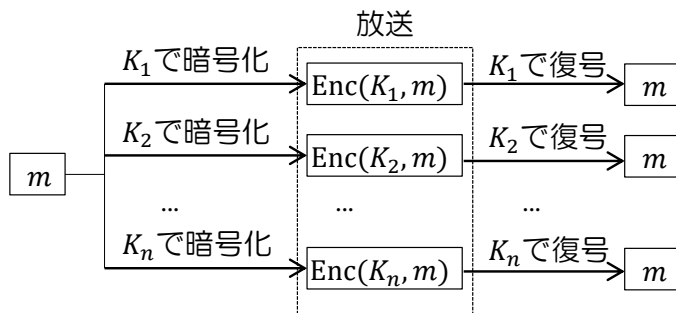 放送
K₁で暗号化 Enc(K₁, m) K₁で復号 m
K₂で暗号化 Enc(K₂, m) K₂で復号 m
m
... ... ...
Kₙで暗号化 Enc(Kₙ, m) Kₙで復号 m